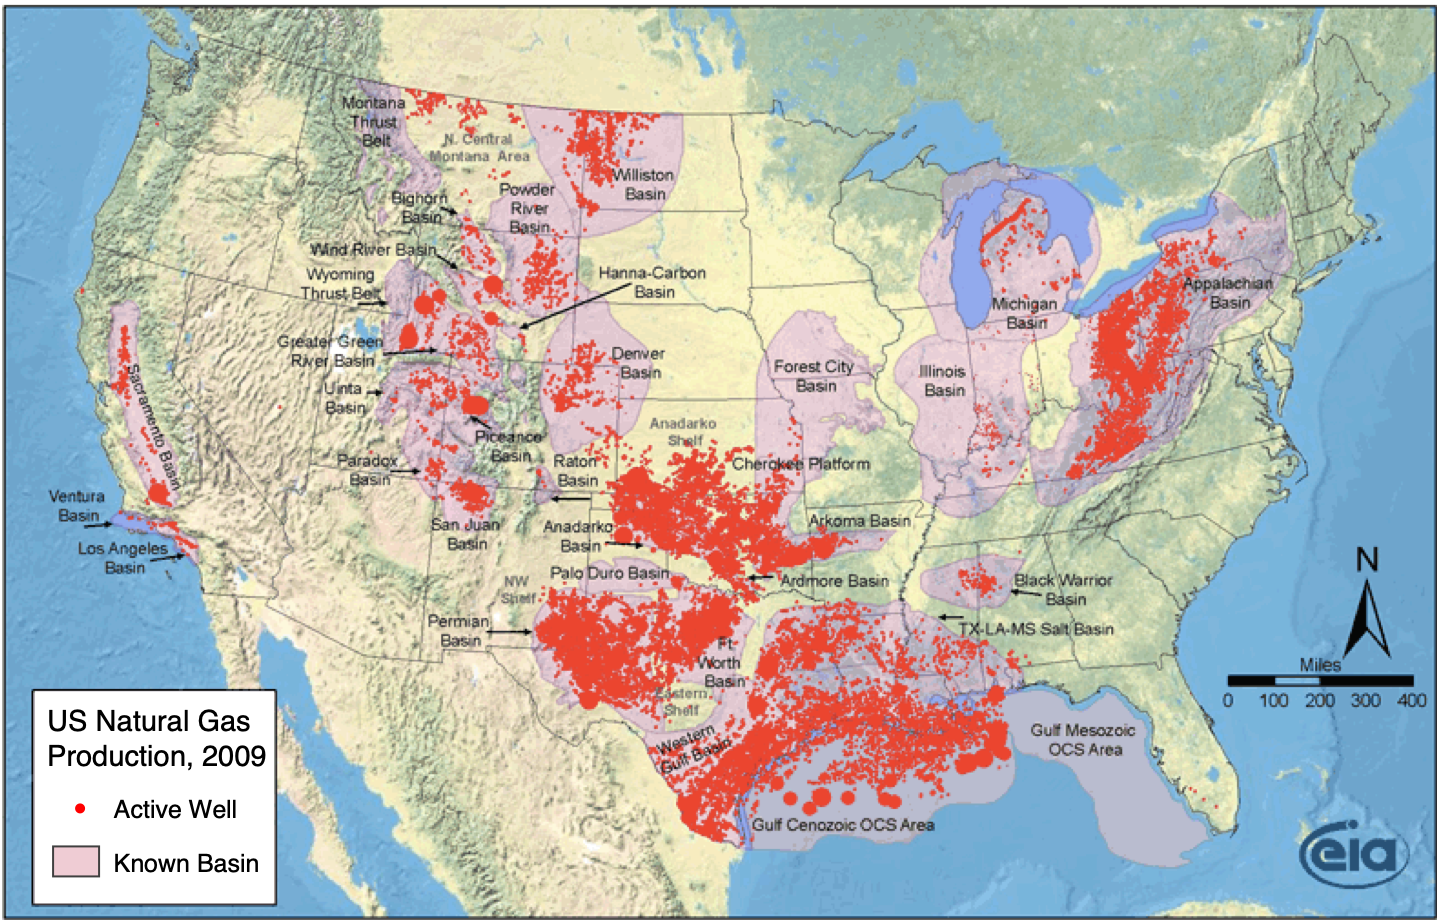 Montana
Thrust
Belt
N. Central
Montana Area
Williston
Basin
Powder
River
Basin
Bighorn
Basin
Wind River Basin
Wyoming
Thrust Belt
Hanna-Carbon
Basin
Greater Green
River Basin
Denver
Basin
Forest City
Basin
Illinois
Basin
Michigan
Basin
Appalachian
Basin
Uinta
Basin
Piceance
Basin
Sacramento Basin
Anadarko
Shelf
Cherokee Platform
Paradox
Basin
Raton
Basin
Ventura
Basin
San Juan
Basin
Anadarko
Basin
Arkoma Basin
Los Angeles
Basin
Palo Duro Basin
Ardmore Basin
Black Warrior
Basin
NW
Shelf
Permian
Basin
TX-LA-MS Salt Basin
Ft.
Worth
Basin
Eastern
Shelf
Western
Gulf Basin
Gulf Mesozoic
OCS Area
Gulf Cenozoic OCS Area
N
Miles
0 100 200 300 400
US Natural Gas
Production, 2009
Active Well
Known Basin
eia